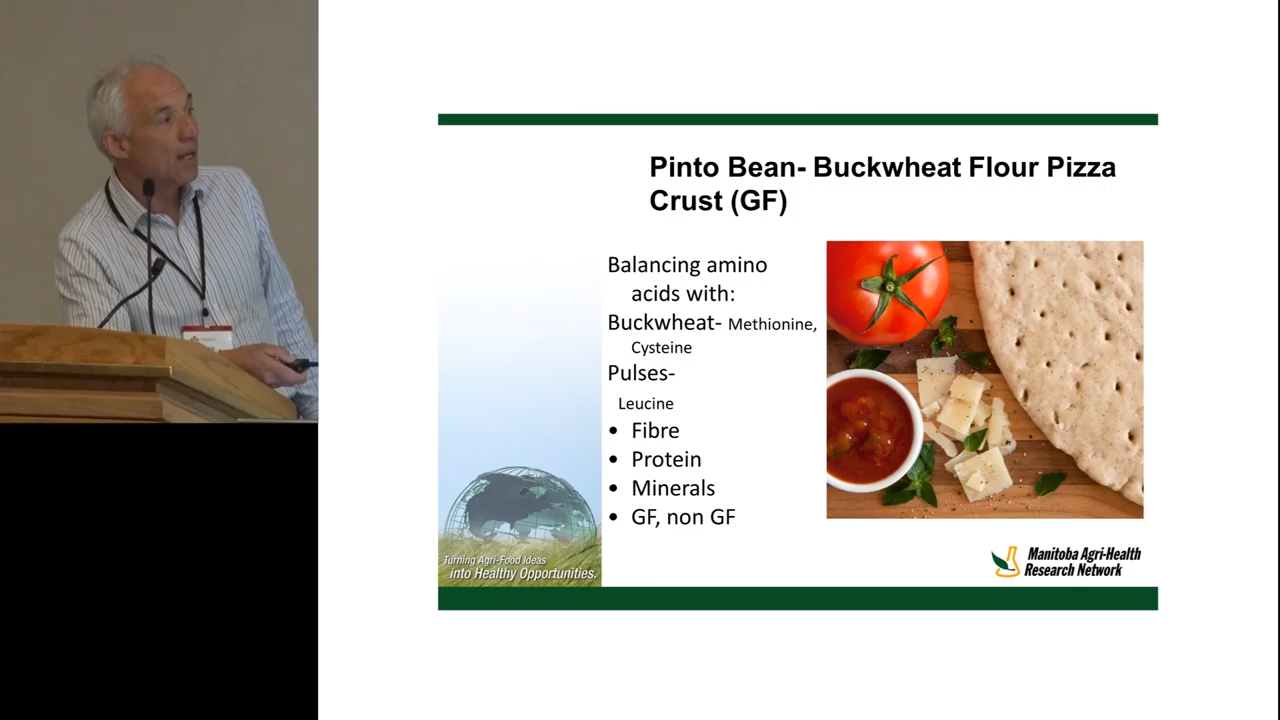 Pinto Bean- Buckwheat Flour Pizza
Crust (GF)
Balancing amino
acids with:
Buckwheat- Methionine,
Cysteine
Pulses-
Leucine
• Fibre
• Protein
• Minerals
• GF, non GF
Turning Agri-Food Ideas
into Healthy Opportunities.
Manitoba Agri-Health
Research Network